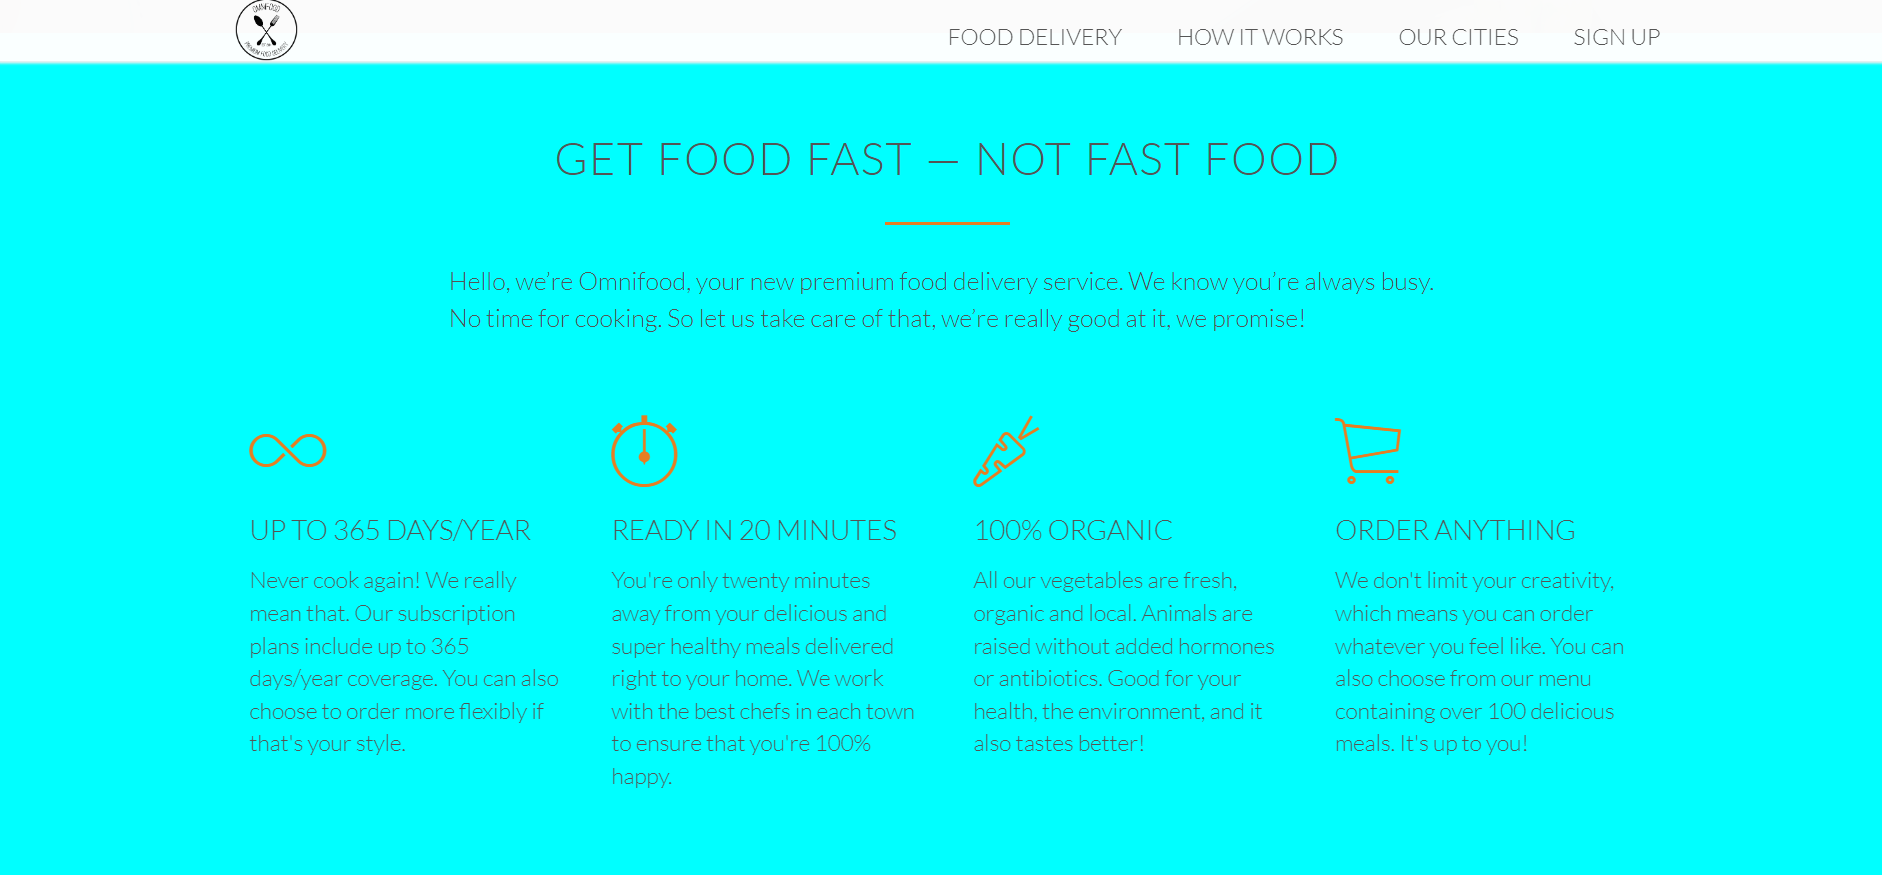 OMNIFOOD
PREMIUM FOOD DELIVERY
FOOD DELIVERY
HOW IT WORKS
OUR CITIES
SIGN UP
GET FOOD FAST — NOT FAST FOOD
Hello, we’re Omnifood, your new premium food delivery service. We know you’re always busy.
No time for cooking. So let us take care of that, we’re really good at it, we promise!
UP TO 365 DAYS/YEAR
Never cook again! We really
mean that. Our subscription
plans include up to 365
days/year coverage. You can also
choose to order more flexibly if
that's your style.
READY IN 20 MINUTES
You're only twenty minutes
away from your delicious and
super healthy meals delivered
right to your home. We work
with the best chefs in each town
to ensure that you're 100%
happy.
100% ORGANIC
All our vegetables are fresh,
organic and local. Animals are
raised without added hormones
or antibiotics. Good for your
health, the environment, and it
also tastes better!
ORDER ANYTHING
We don't limit your creativity,
which means you can order
whatever you feel like. You can
also choose from our menu
containing over 100 delicious
meals. It's up to you!